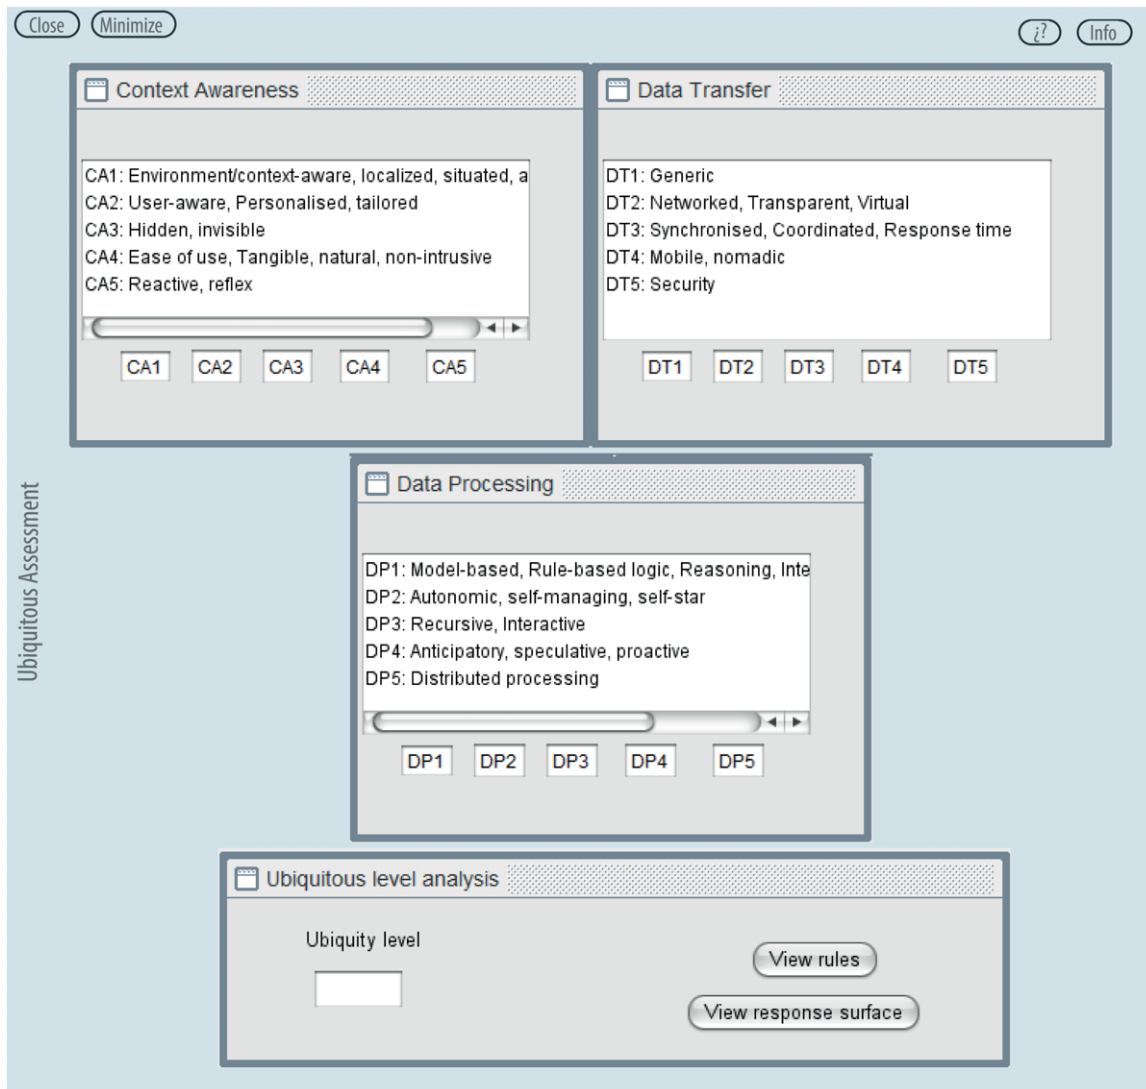 Close Minimize
¿? Info
Context Awareness
CA1: Environment/context-aware, localized, situated, a
CA2: User-aware, Personalised, tailored
CA3: Hidden, invisible
CA4: Ease of use, Tangible, natural, non-intrusive
CA5: Reactive, reflex
CA1 CA2 CA3 CA4 CA5
Data Transfer
DT1: Generic
DT2: Networked, Transparent, Virtual
DT3: Synchronised, Coordinated, Response time
DT4: Mobile, nomadic
DT5: Security
DT1 DT2 DT3 DT4 DT5
Ubiquitous Assessment
Data Processing
DP1: Model-based, Rule-based logic, Reasoning, Inte
DP2: Autonomic, self-managing, self-star
DP3: Recursive, Interactive
DP4: Anticipatory, speculative, proactive
DP5: Distributed processing
DP1 DP2 DP3 DP4 DP5
Ubiquitous level analysis
Ubiquity level
View rules
View response surface